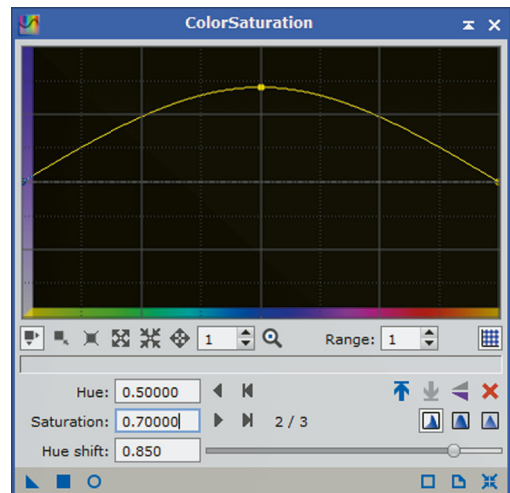 ColorSaturation
1 Range: 1
Hue: 0.50000
Saturation: 0.70000 2 / 3
Hue shift: 0.850